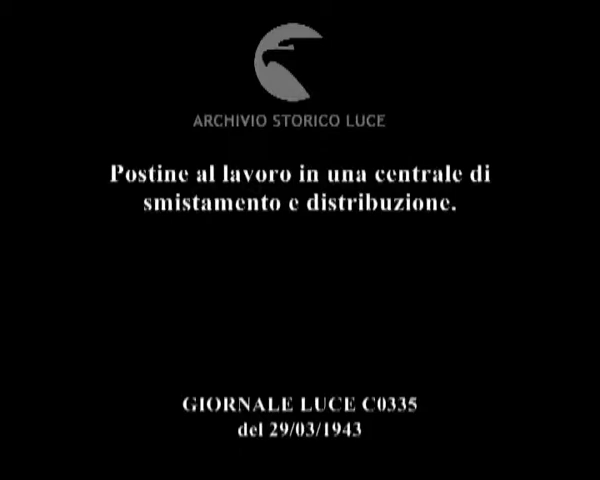 ARCHIVIO STORICO LUCE
Postine al lavoro in una centrale di
smistamento e distribuzione.
GIORNALE LUCE C0335
del 29/03/1943